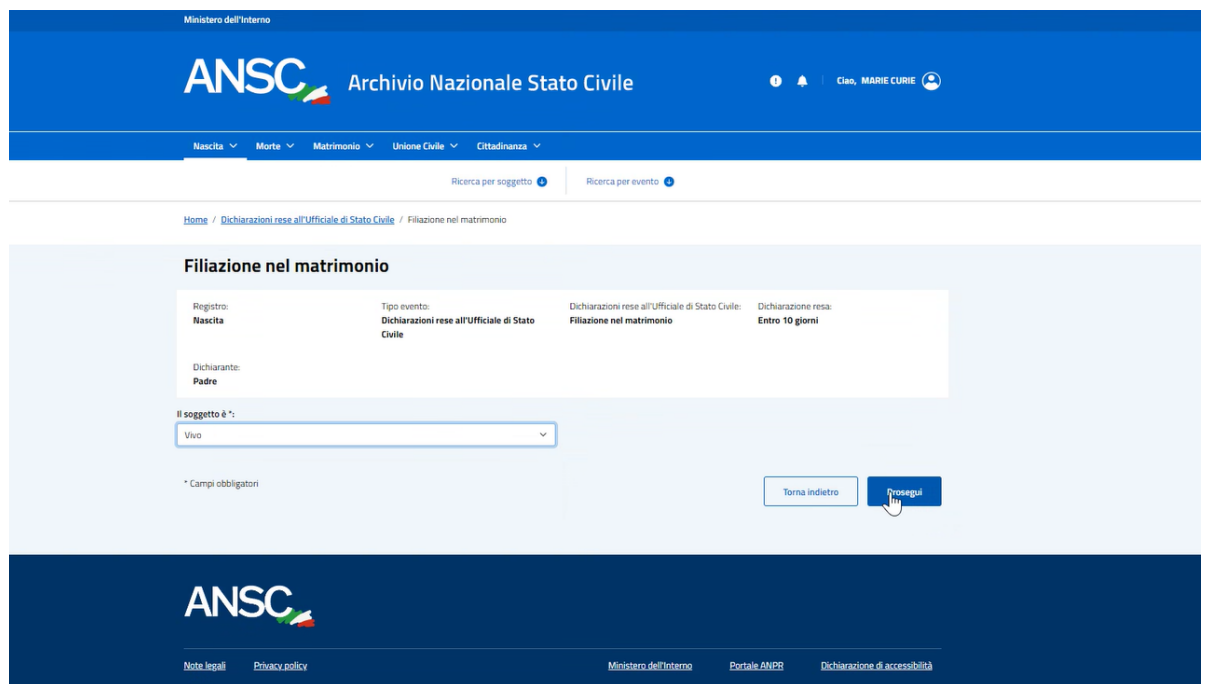 Ministero dell'Interno
ANSC Archivio Nazionale Stato Civile
Ciao, MARIE CURIE
Nascita Morte Matrimonio Unione Civile Cittadinanza
Ricerca per soggetto Ricerca per evento
Home / Dichiarazioni rese all'Ufficiale di Stato Civile / Filiazione nel matrimonio
Filiazione nel matrimonio
Registro: Tipo evento: Dichiarazioni rese all'Ufficiale di Stato Civile: Dichiarazione resa:
Nascita Dichiarazioni rese all'Ufficiale di Stato Filiazione nel matrimonio Entro 10 giorni
Civile
Dichiarante:
Padre
Il soggetto è *:
Vivo
* Campi obbligatori
Torna indietro Prosegui
ANSC
Note legali Privacy policy Ministero dell'Interno Portale ANPR Dichiarazione di accessibilità